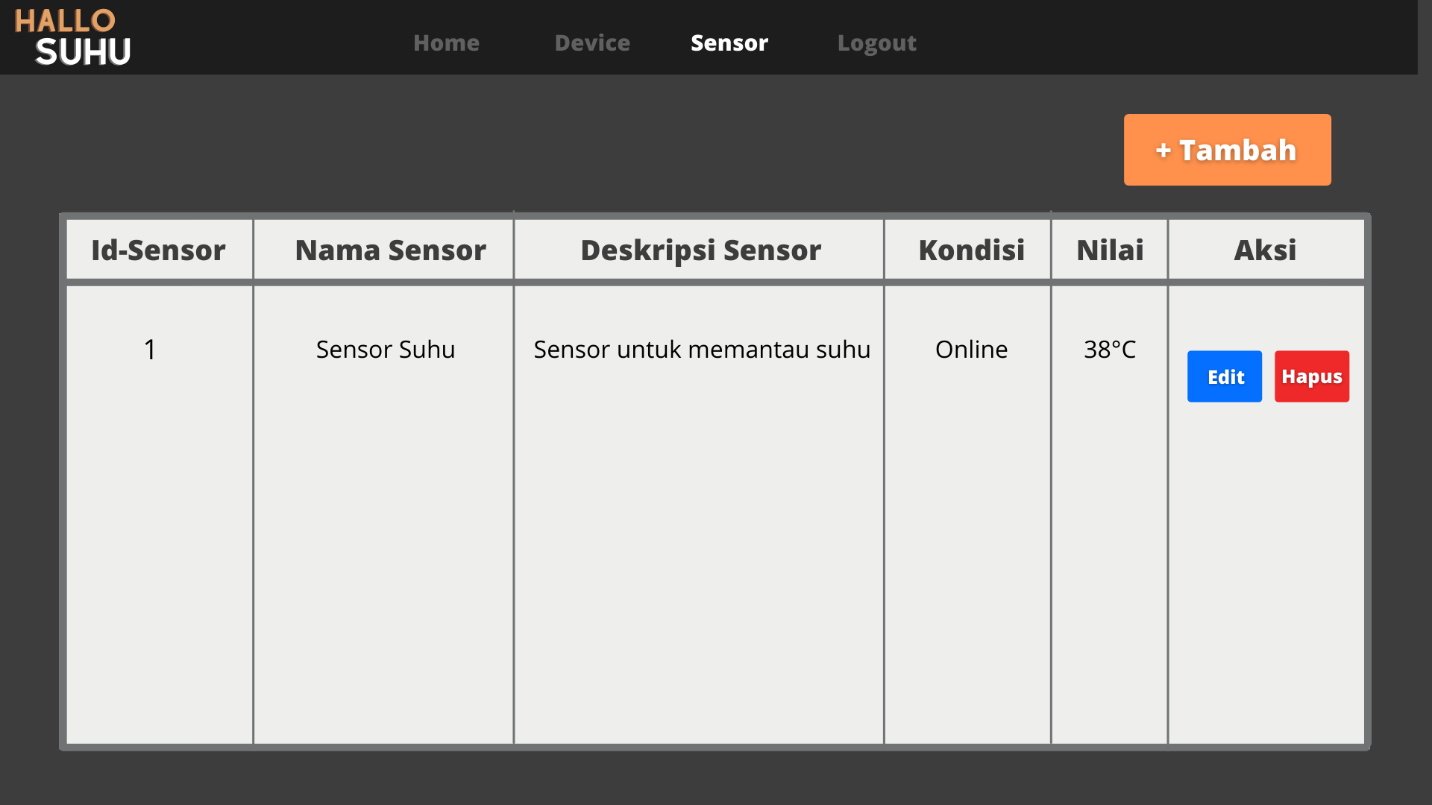 HALLO
SUHU
Home Device Sensor Logout
+ Tambah
Id-Sensor Nama Sensor Deskripsi Sensor Kondisi Nilai Aksi
1 Sensor Suhu Sensor untuk memantau suhu Online 38°C
Edit Hapus